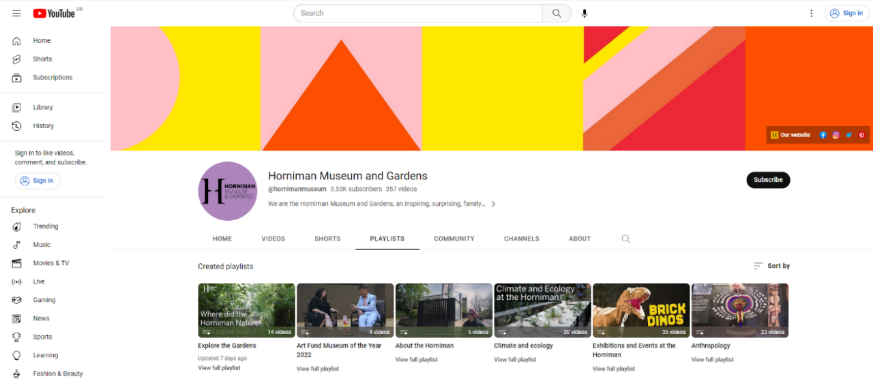 YouTube GB
Search
Sign in
Home
Shorts
Subscriptions
Library
History
Sign in to like videos,
comment, and subscribe.
Sign in
Explore
Trending
Music
Movies & TV
Live
Gaming
News
Sports
Learning
Fashion & Beauty
Our website
HORNIMAN
MUSEUM
& GARDENS
Horniman Museum and Gardens
@hornimanmuseum 3.53K subscribers 357 videos
We are the Horniman Museum and Gardens, an inspiring, surprising, family...
Subscribe
HOME VIDEOS SHORTS PLAYLISTS COMMUNITY CHANNELS ABOUT
Created playlists
Sort by
Where did the
Horniman Nature
14 videos
Explore the Gardens
Updated 7 days ago
View full playlist
4 videos
Art Fund Museum of the Year
2022
View full playlist
5 videos
About the Horniman
View full playlist
Climate and Ecology
at the Horniman
20 videos
Climate and ecology
View full playlist
BRICK
DINOS
25 videos
Exhibitions and Events at the
Horniman
View full playlist
23 videos
Anthropology
View full playlist